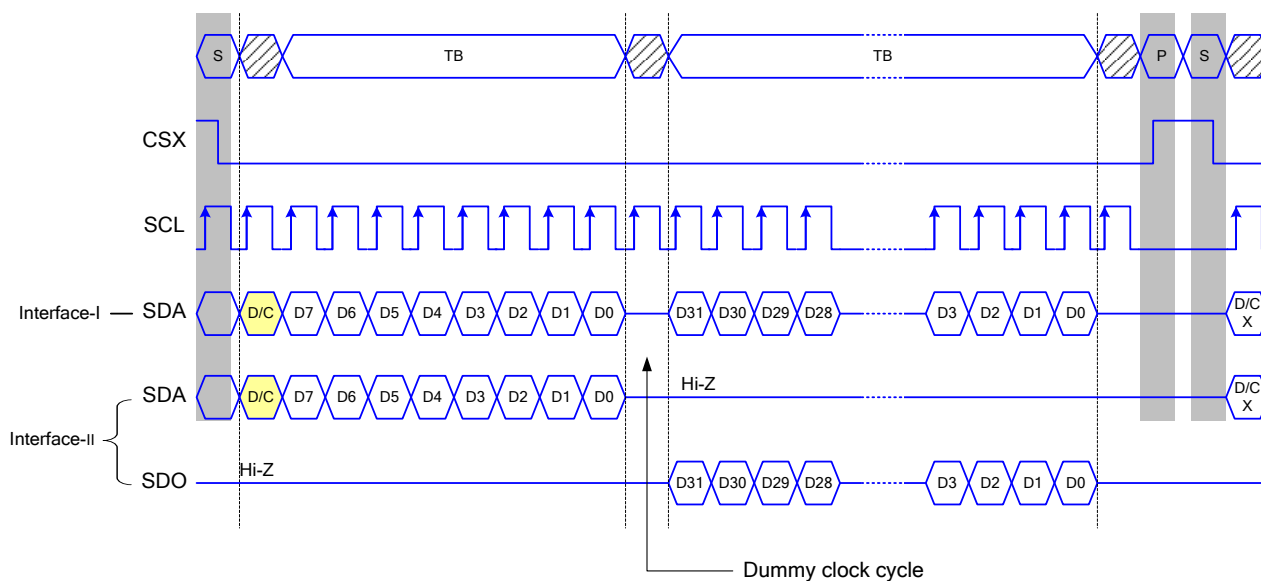 S TB TB P S
CSX
SCL
Interface-I SDA D/C D7 D6 D5 D4 D3 D2 D1 D0 D31 D30 D29 D28 D3 D2 D1 D0 D/C X
Hi-Z
SDA D/C D7 D6 D5 D4 D3 D2 D1 D0 D/C X
Interface-II
Hi-Z
SDO D31 D30 D29 D28 D3 D2 D1 D0
Dummy clock cycle